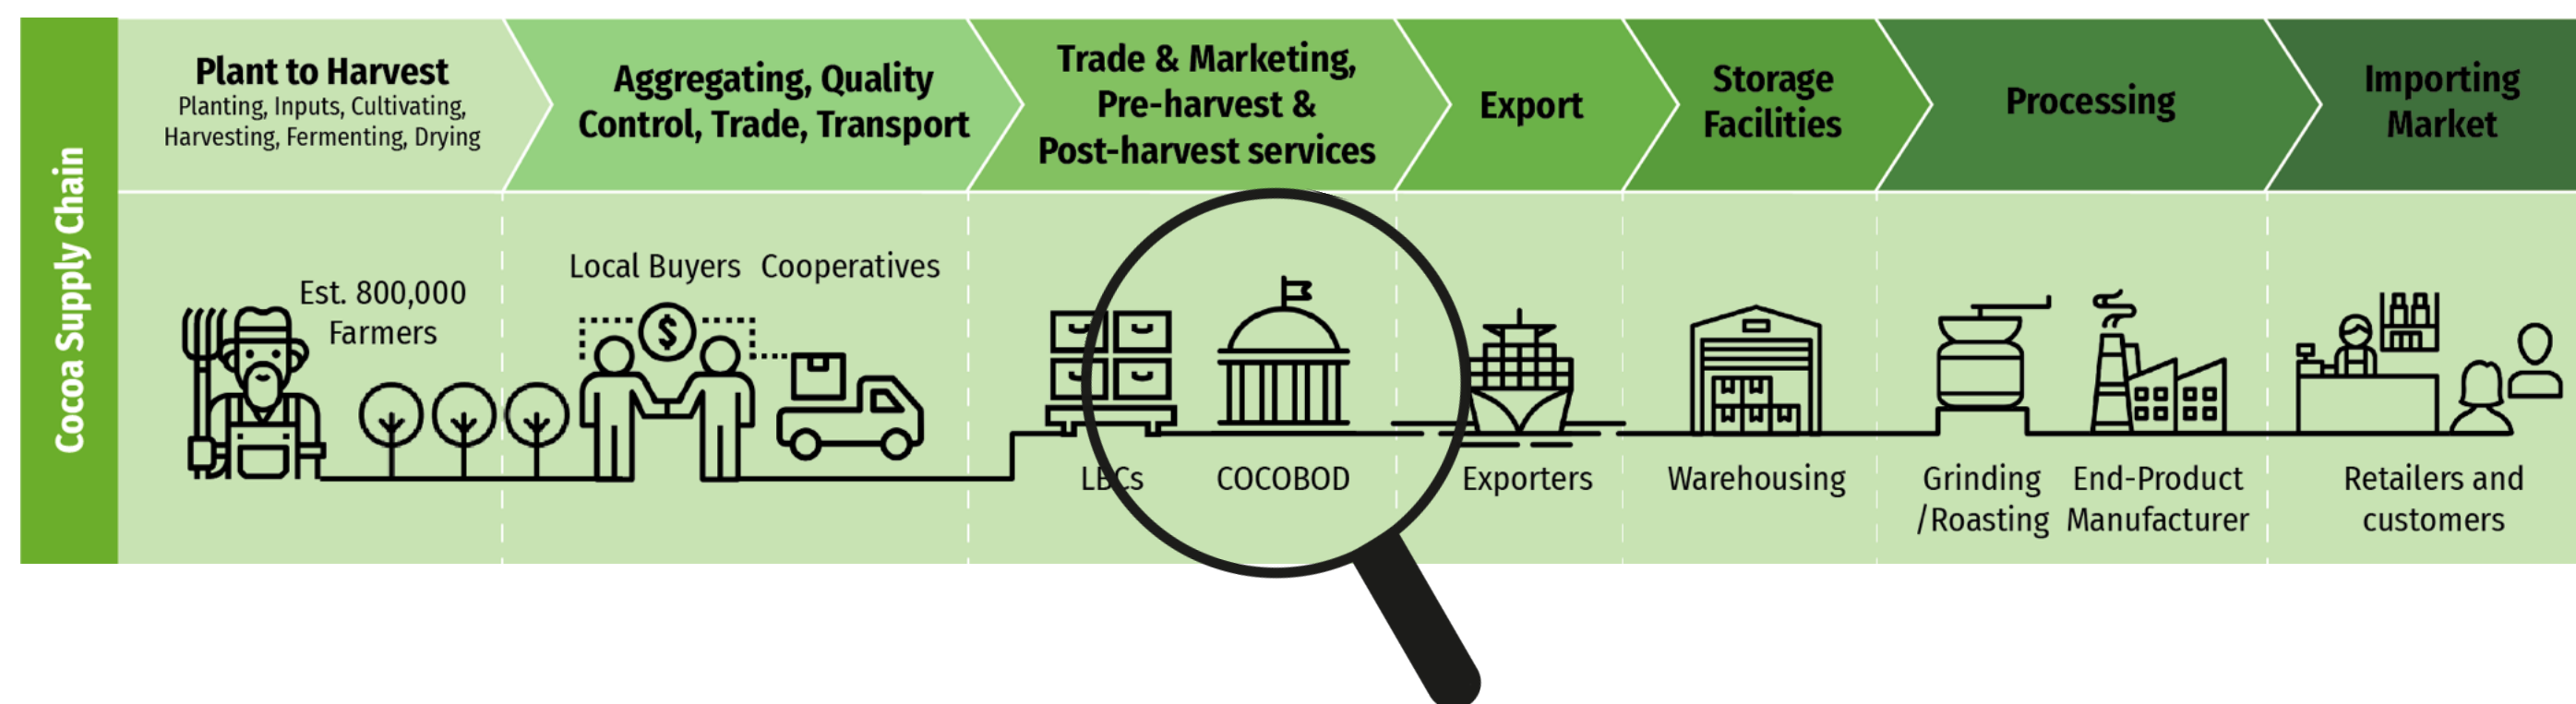 Cocoa Supply Chain
Plant to Harvest
Planting, Inputs, Cultivating,
Harvesting, Fermenting, Drying
Aggregating, Quality
Control, Trade, Transport
Trade & Marketing,
Pre-harvest &
Post-harvest services
Export
Storage
Facilities
Processing
Importing
Market
Est. 800,000
Farmers
Local Buyers
Cooperatives
$
LBCs
COCOBOD
Exporters
Warehousing
Grinding
/Roasting
End-Product
Manufacturer
Retailers and
customers